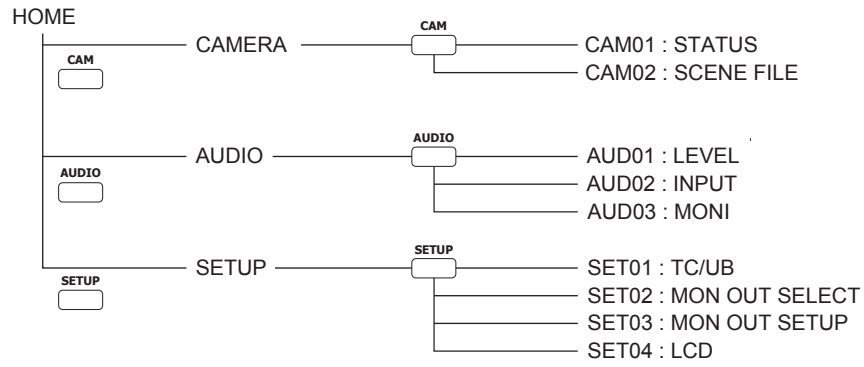 HOME
CAM
CAMERA
CAM
CAM01 : STATUS
CAM02 : SCENE FILE
AUDIO
AUDIO
AUDIO
AUD01 : LEVEL
AUD02 : INPUT
AUD03 : MONI
SETUP
SETUP
SETUP
SET01 : TC/UB
SET02 : MON OUT SELECT
SET03 : MON OUT SETUP
SET04 : LCD